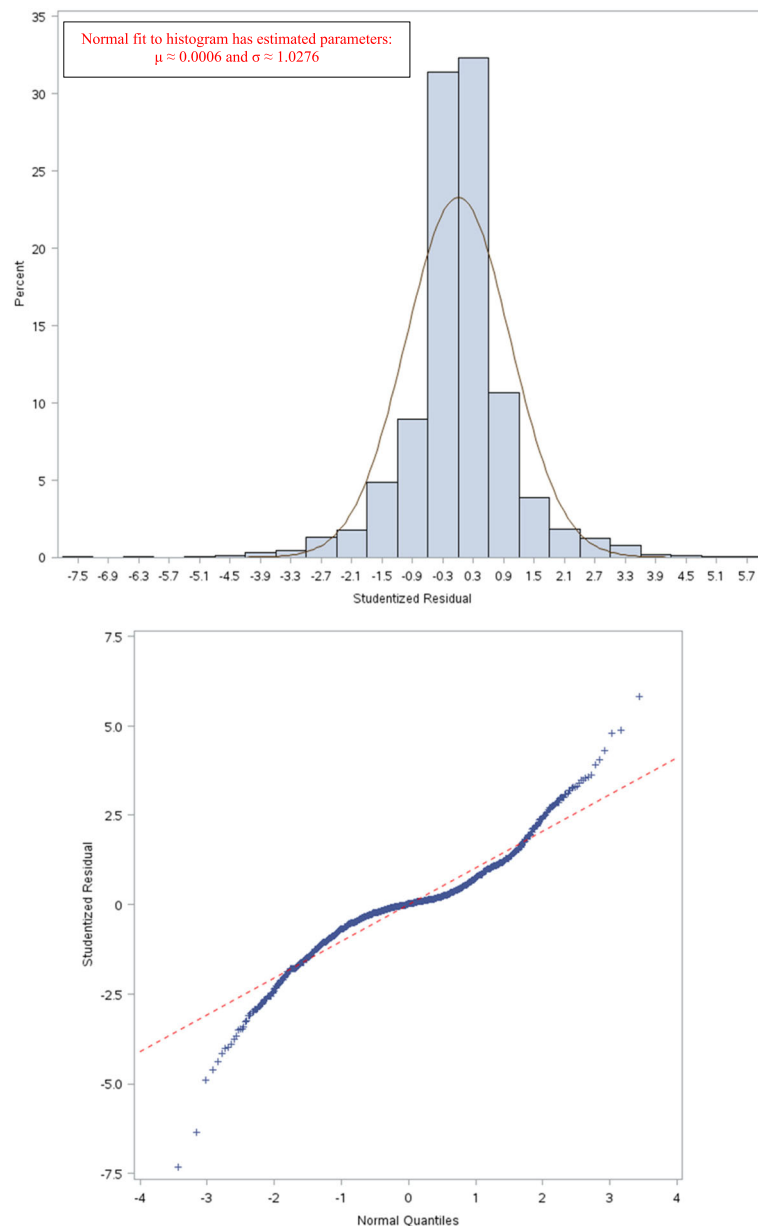 Normal fit to histogram has estimated parameters:
μ ≈ 0.0006 and σ ≈ 1.0276
35
30
25
20
15
10
5
0
Percent
-7.5 -6.9 -6.3 -5.7 -5.1 -4.5 -3.9 -3.3 -2.7 -2.1 -1.5 -0.9 -0.3 0.3 0.9 1.5 2.1 2.7 3.3 3.9 4.5 5.1 5.7
Studentized Residual
7.5
5.0
2.5
0
-2.5
-5.0
-7.5
Studentized Residual
-4 -3 -2 -1 0 1 2 3 4
Normal Quantiles